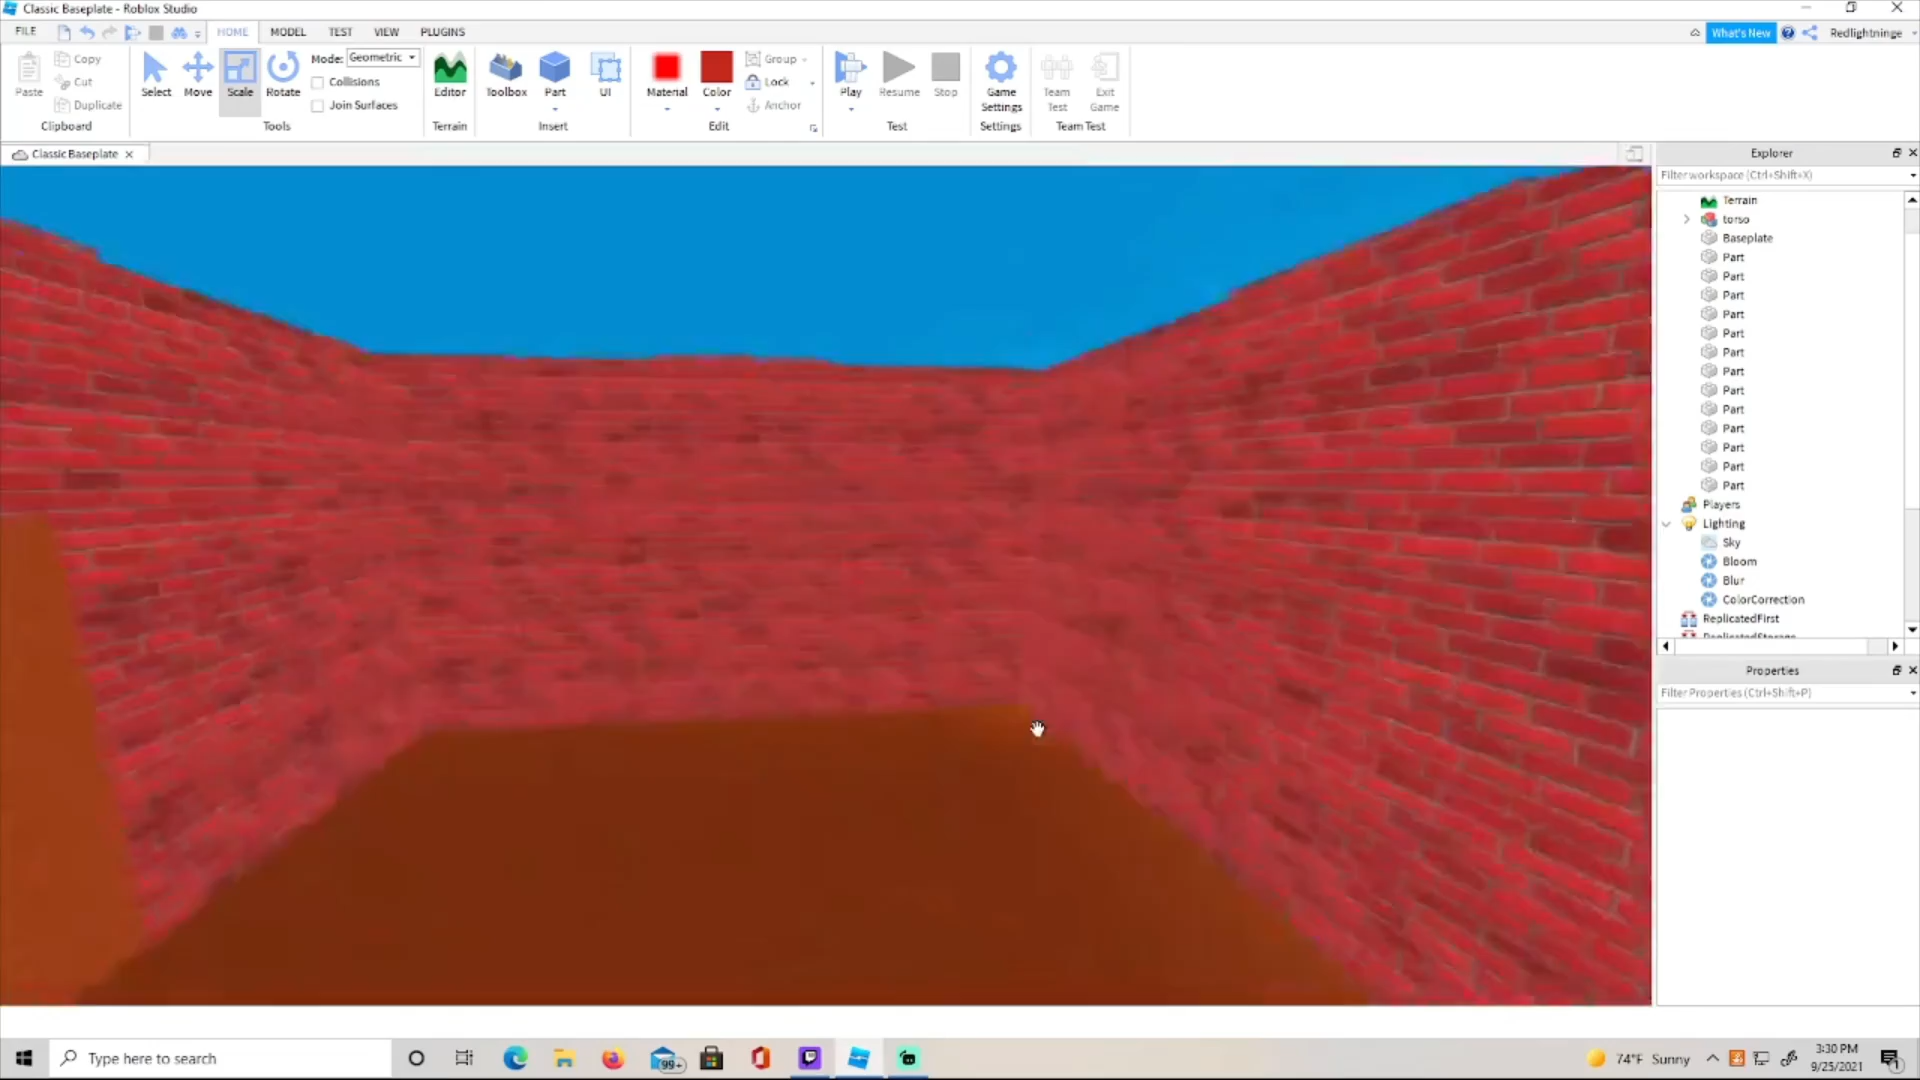 Classic Baseplate - Roblox Studio
FILE HOME MODEL TEST VIEW PLUGINS What's New Redlightninge
Paste Copy Cut Duplicate Clipboard
Select Move Scale Rotate Mode: Geometric Collisions Join Surfaces Tools
Editor Terrain
Toolbox Part UI Insert
Material Color Group Lock Anchor Edit
Play Resume Stop Test
Game Settings Settings
Team Test Exit Game Team Test
Classic Baseplate
Explorer
Filter workspace (Ctrl+Shift+X)
Terrain
torso
Baseplate
Part
Part
Part
Part
Part
Part
Part
Part
Part
Part
Part
Part
Part
Players
Lighting
Sky
Bloom
Blur
ColorCorrection
ReplicatedFirst
ReplicatedStorage
Properties
Filter Properties (Ctrl+Shift+P)
Type here to search
99+
74°F Sunny
3:30 PM
9/25/2021
1